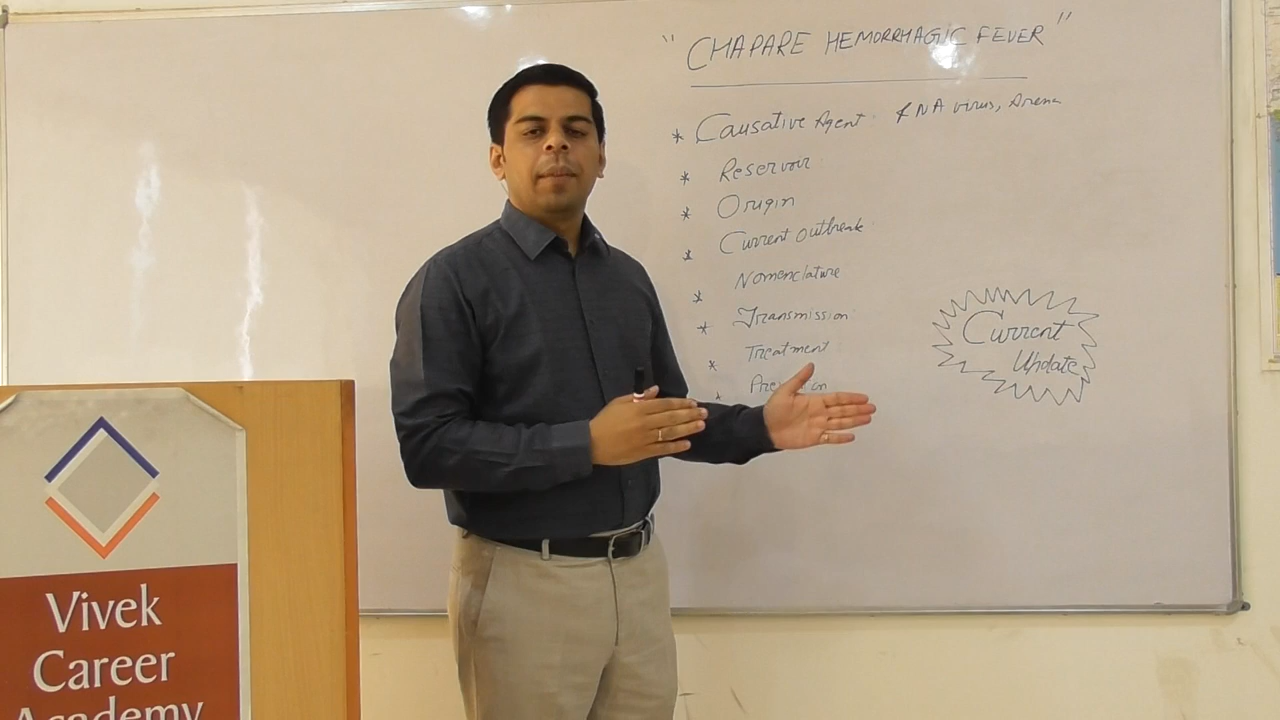 " CHAPARE HEMORRHAGIC FEVER "
* Causative Agent : RNA virus, Arena
* Reservoir :
* Origin
* Current outbreak :
* Nomenclature
* Transmission :
* Treatment
*
Current
Update
Vivek
Career
Academy